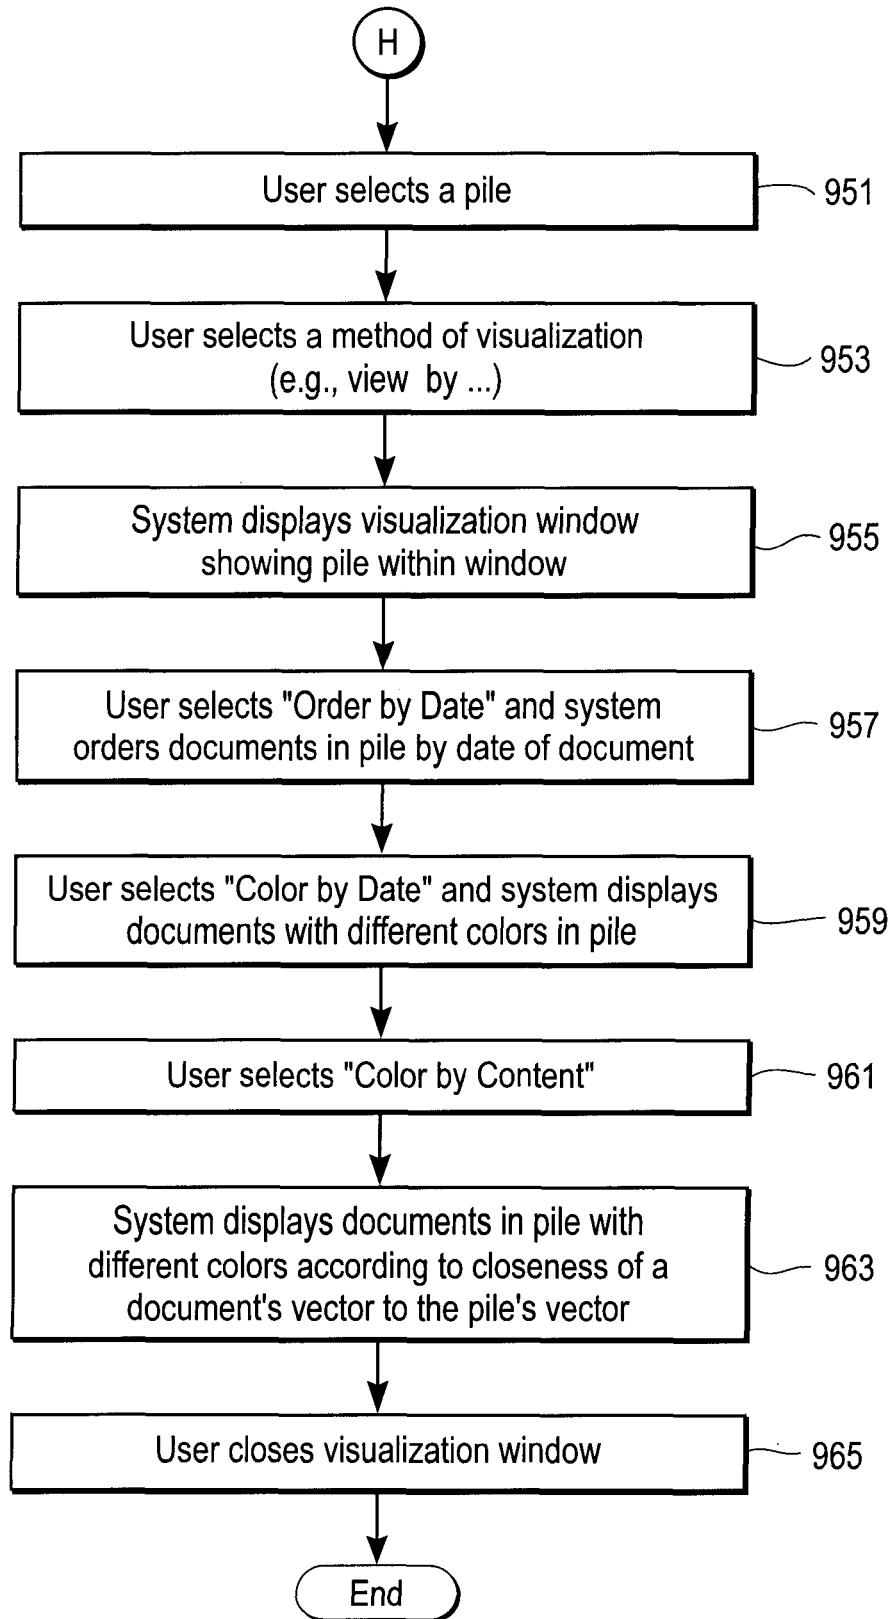 H
User selects a pile
951
User selects a method of visualization
(e.g., view by ...)
953
System displays visualization window
showing pile within window
955
User selects "Order by Date" and system
orders documents in pile by date of document
957
User selects "Color by Date" and system displays
documents with different colors in pile
959
User selects "Color by Content"
961
System displays documents in pile with
different colors according to closeness of a
document's vector to the pile's vector
963
User closes visualization window
965
End